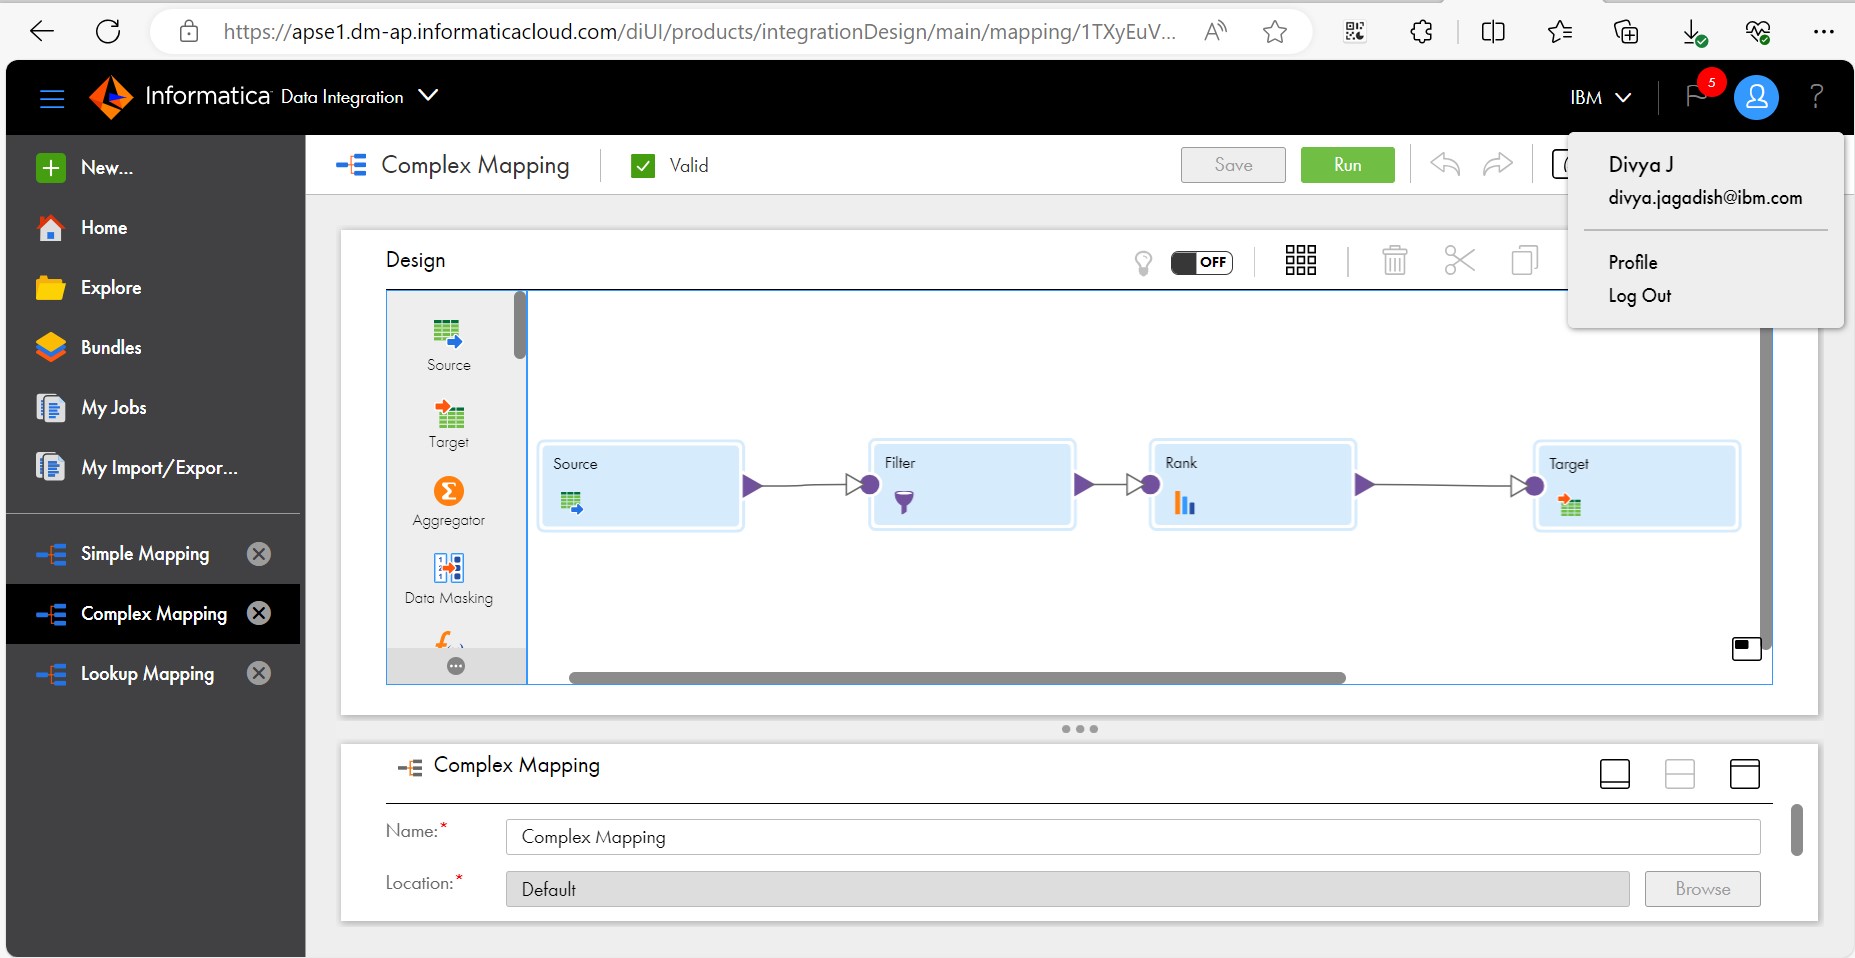 https://apse1.dm-ap.informaticacloud.com/diUI/products/integrationDesign/main/mapping/1TXyEuV...
Informatica Data Integration
IBM
5
?
New...
Home
Explore
Bundles
My Jobs
My Import/Expor...
Simple Mapping
Complex Mapping
Lookup Mapping
Complex Mapping
Valid
Save
Run
Divya J
divya.jagadish@ibm.com
Profile
Log Out
Design
OFF
Source
Target
Aggregator
Data Masking
Source
Filter
Rank
Target
Complex Mapping
Name:*
Complex Mapping
Location:*
Default
Browse